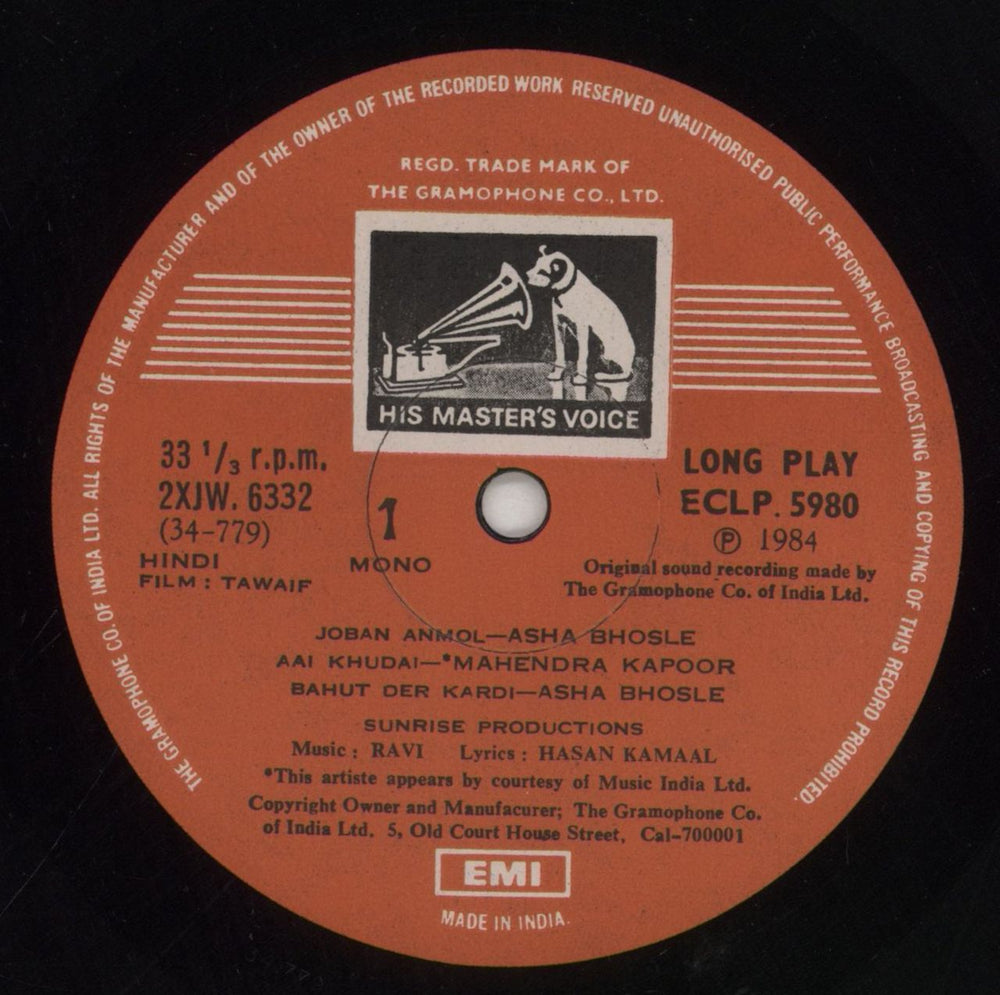 THE GRAMOPHONE CO. OF INDIA LTD. ALL RIGHTS OF THE MANUFACTURER AND OF THE OWNER OF THE RECORDED WORK RESERVED UNAUTHORISED PUBLIC PERFORMANCE BROADCASTING AND COPYING OF THIS RECORD PROHIBITED.
REGD. TRADE MARK OF
THE GRAMOPHONE CO., LTD.
HIS MASTER'S VOICE
33 1/3 r.p.m.
2XJW. 6332
(34-779)
HINDI
FILM : TAWAIF
1
MONO
LONG PLAY
ECLP. 5980
Ⓟ 1984
Original sound recording made by
The Gramophone Co. of India Ltd.
JOBAN ANMOL—ASHA BHOSLE
AAI KHUDAI—*MAHENDRA KAPOOR
BAHUT DER KARDI—ASHA BHOSLE
SUNRISE PRODUCTIONS
Music : RAVI Lyrics : HASAN KAMAAL
*This artiste appears by courtesy of Music India Ltd.
Copyright Owner and Manufacurer; The Gramophone Co.
of India Ltd. 5, Old Court House Street, Cal-700001
EMI
MADE IN INDIA.